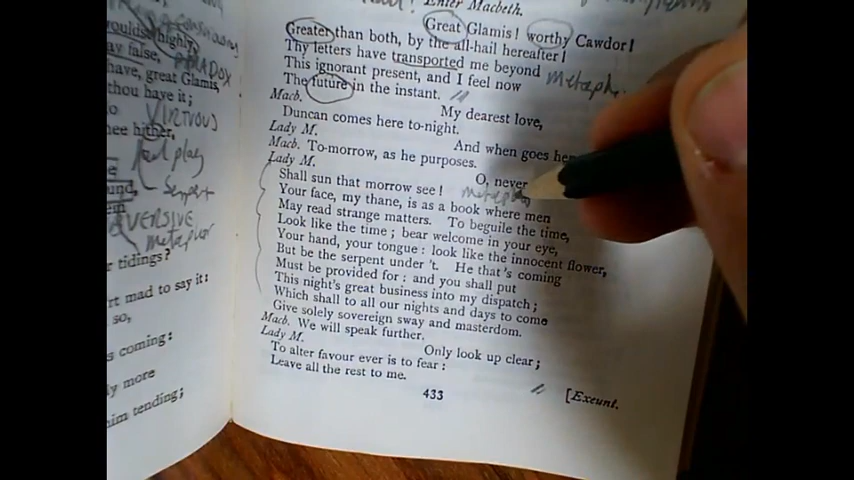 highly,
ay false, PARADOX
have, great Glamis,
thou have it;
VIRTUOUS
hither,
foul play
Serpent
metaphor
r tidings?
rt mad to say it:
so,
s coming:
ly more
him tending;
Enter Macbeth.
Great Glamis! worthy Cawdor!
Greater than both, by the all-hail hereafter!
Thy letters have transported me beyond
This ignorant present, and I feel now metaph.
The future in the instant.
Macb. My dearest love,
Duncan comes here to-night.
Lady M. And when goes hen
Macb. To-morrow, as he purposes.
Lady M. O, never
Shall sun that morrow see!
Your face, my thane, is as a book where men
May read strange matters. To beguile the time,
Look like the time; bear welcome in your eye,
Your hand, your tongue: look like the innocent flower,
But be the serpent under 't. He that's coming
Must be provided for: and you shall put
This night's great business into my dispatch;
Which shall to all our nights and days to come
Give solely sovereign sway and masterdom.
Macb. We will speak further.
Lady M. Only look up clear;
To alter favour ever is to fear:
Leave all the rest to me.
[Exeunt.
433